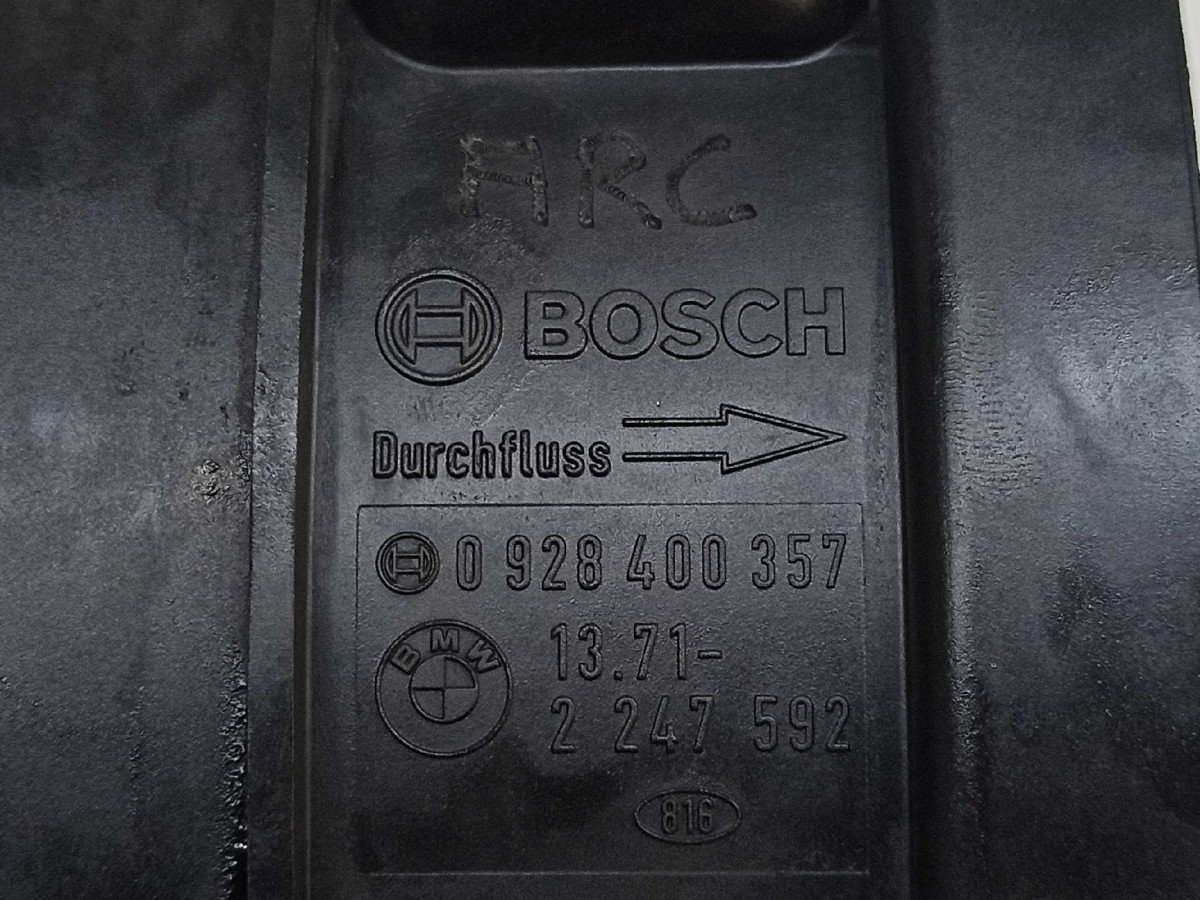 ARC
BOSCH
Durchfluss
0 928 400 357
BMW
13.71-
2 247 592
816